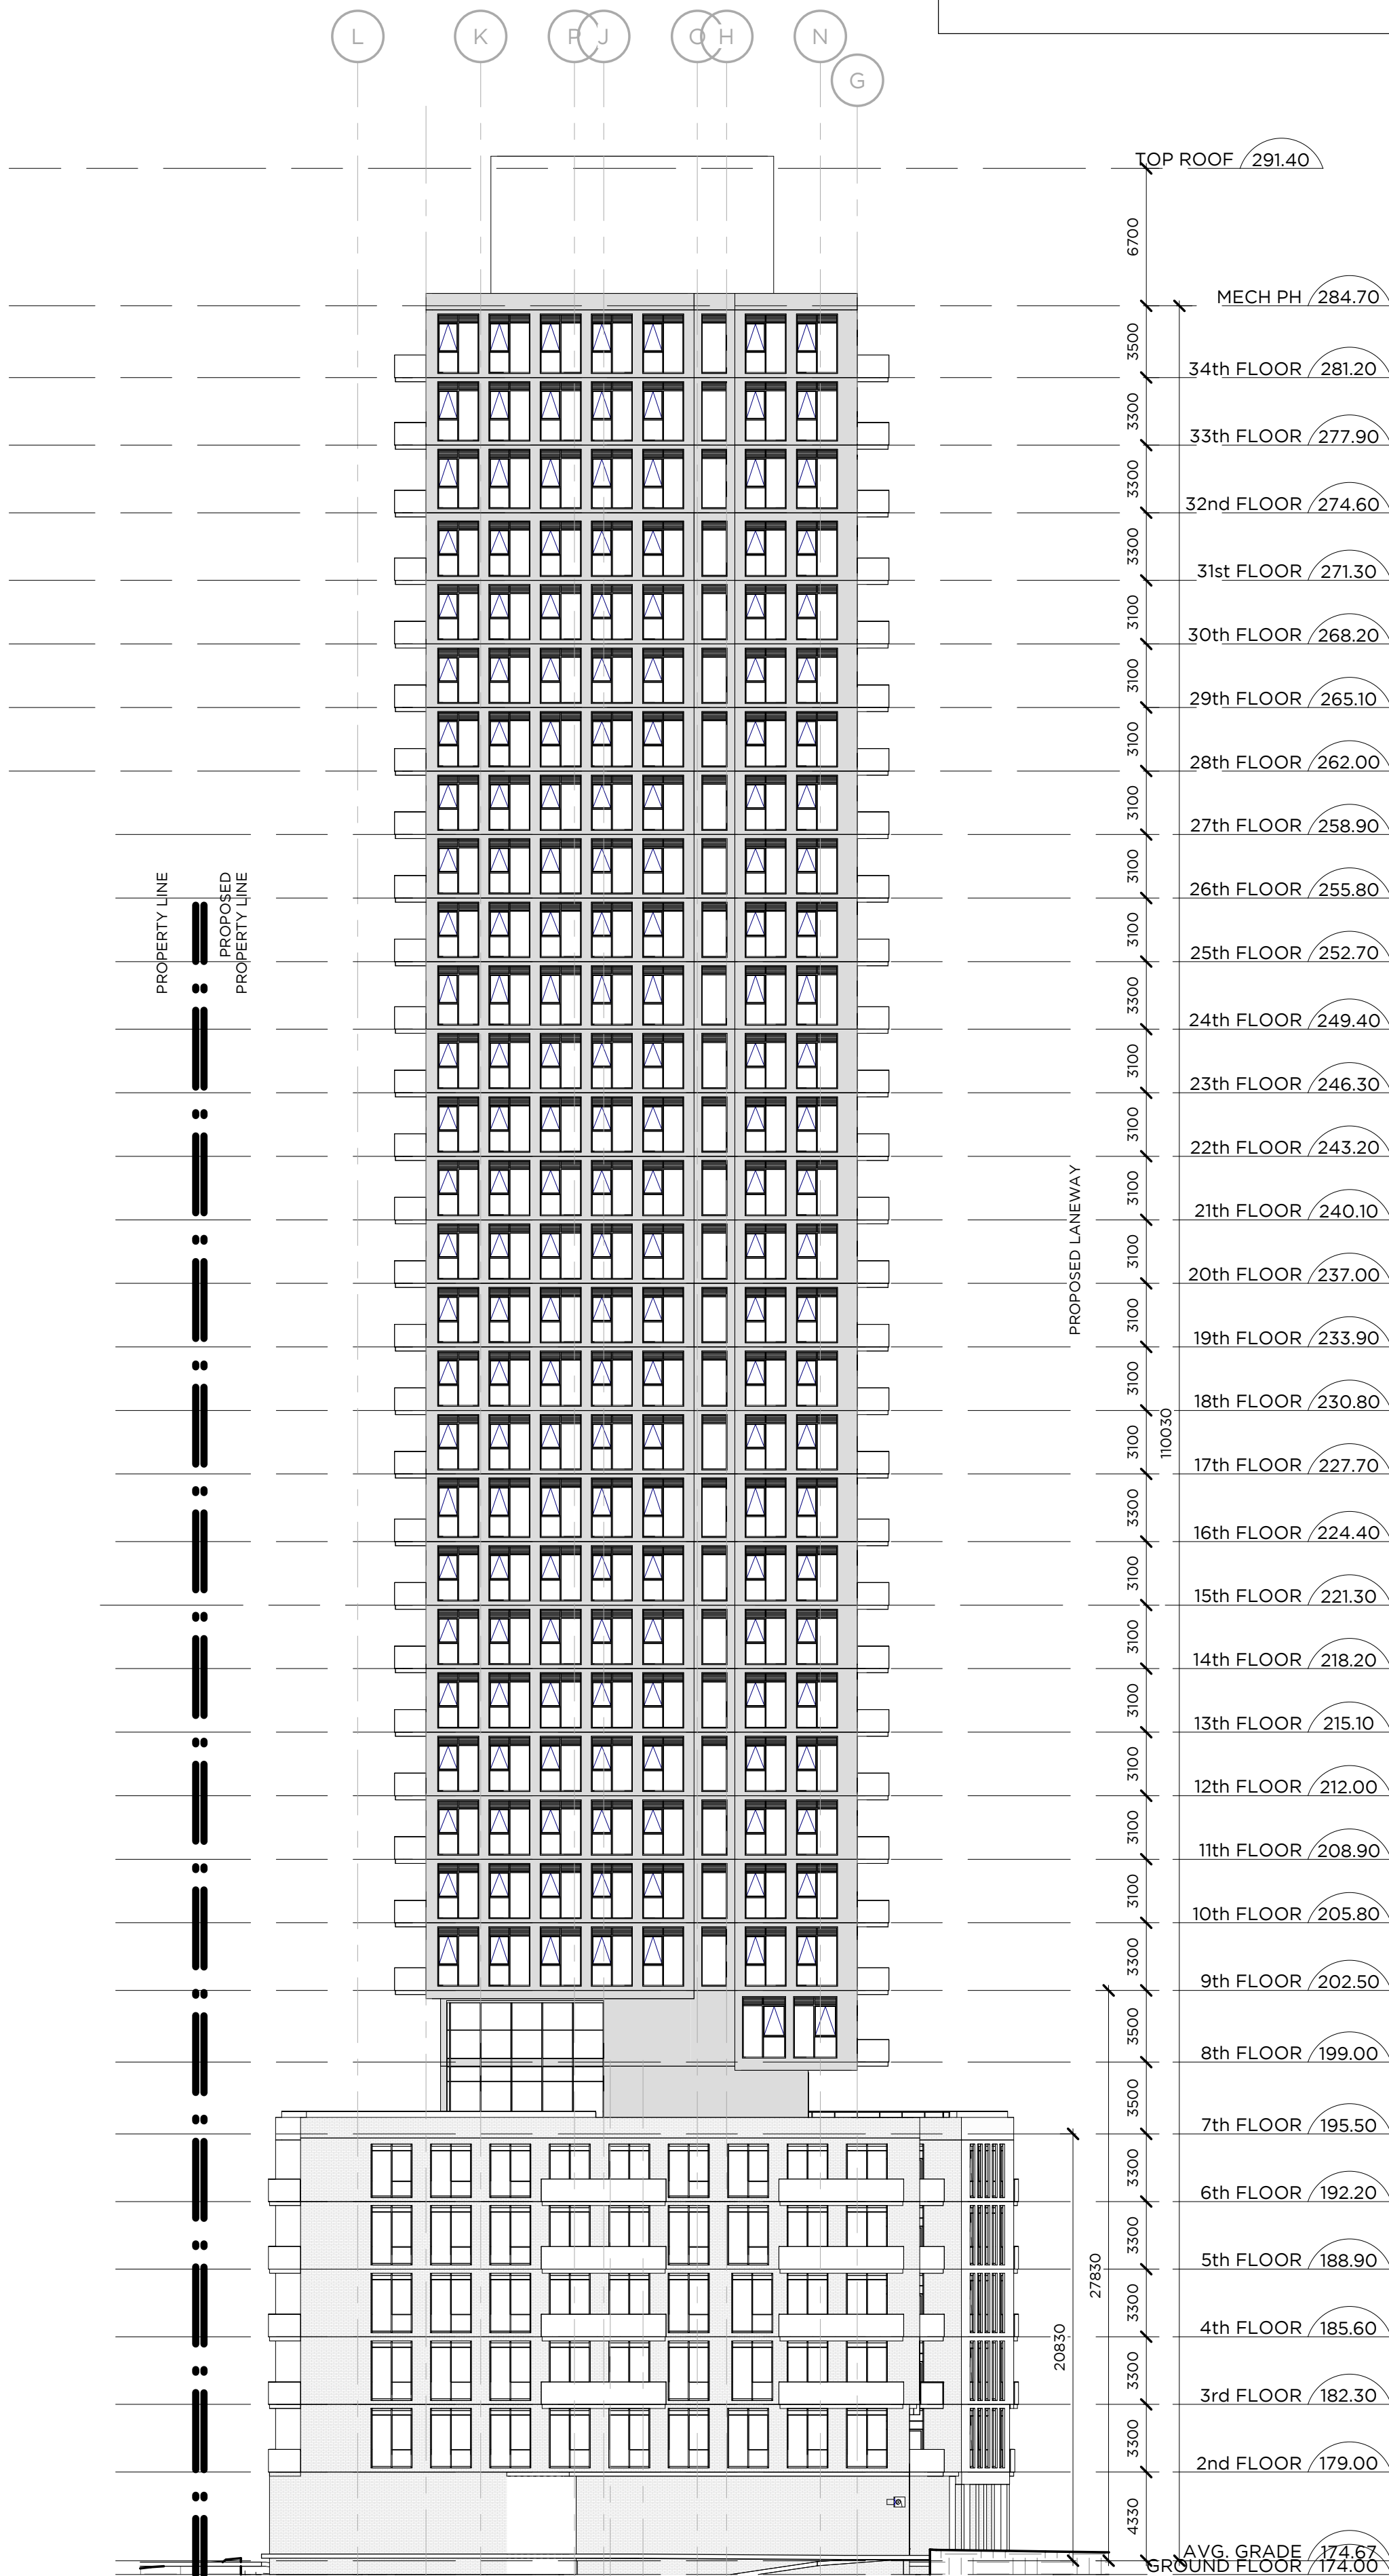 L
K
P
J
O
H
N
G
TOP ROOF 291.40
6700
MECH PH 284.70
3500
34th FLOOR 281.20
3300
33th FLOOR 277.90
3300
32nd FLOOR 274.60
3300
31st FLOOR 271.30
3100
30th FLOOR 268.20
3100
29th FLOOR 265.10
3100
28th FLOOR 262.00
3100
27th FLOOR 258.90
3100
26th FLOOR 255.80
PROPERTY LINE
PROPOSED
PROPERTY LINE
3100
25th FLOOR 252.70
3300
24th FLOOR 249.40
3100
23th FLOOR 246.30
3100
22th FLOOR 243.20
3100
21th FLOOR 240.10
PROPOSED LANEWAY
3100
20th FLOOR 237.00
3100
19th FLOOR 233.90
3100
18th FLOOR 230.80
110030
3100
17th FLOOR 227.70
3300
16th FLOOR 224.40
3100
15th FLOOR 221.30
3100
14th FLOOR 218.20
3100
13th FLOOR 215.10
3100
12th FLOOR 212.00
3100
11th FLOOR 208.90
3100
10th FLOOR 205.80
3300
9th FLOOR 202.50
3500
8th FLOOR 199.00
3500
7th FLOOR 195.50
3300
6th FLOOR 192.20
3300
5th FLOOR 188.90
27830
3300
4th FLOOR 185.60
20830
3300
3rd FLOOR 182.30
3300
2nd FLOOR 179.00
4330
AVG. GRADE 174.67
GROUND FLOOR 174.00